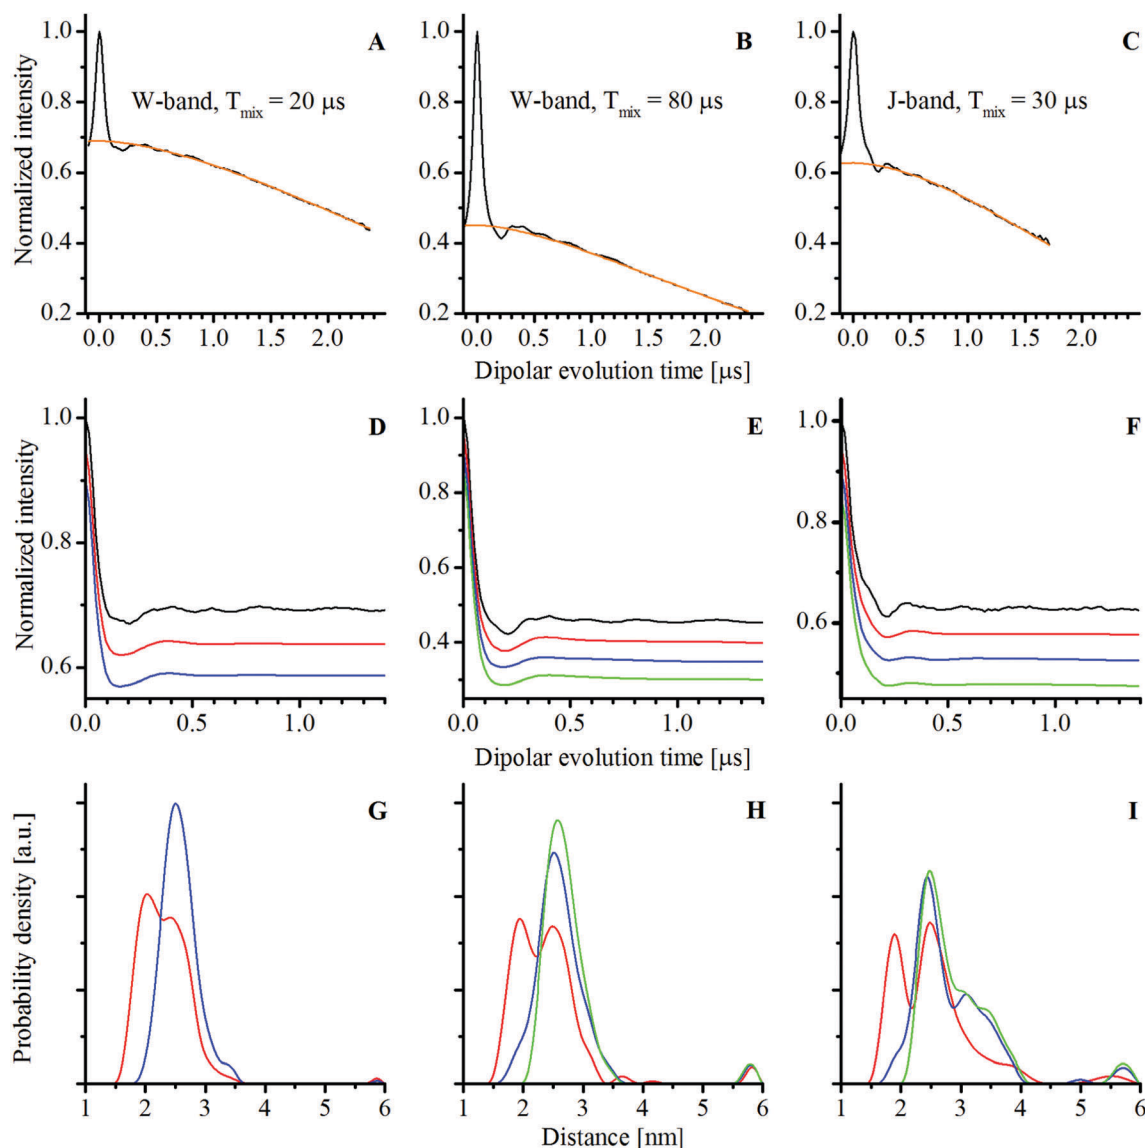 A
B
C
W-band, Tmix = 20 μs
W-band, Tmix = 80 μs
J-band, Tmix = 30 μs
Normalized intensity
1.0
0.8
0.6
0.4
0.2
1.0
0.8
0.6
0.4
0.2
1.0
0.8
0.6
0.4
0.2
0.0 0.5 1.0 1.5 2.0
0.0 0.5 1.0 1.5 2.0
0.0 0.5 1.0 1.5 2.0
Dipolar evolution time [μs]
D
E
F
Normalized intensity
1.0
0.8
0.6
1.0
0.8
0.6
0.4
1.0
0.8
0.6
0.0 0.5 1.0
0.0 0.5 1.0
0.0 0.5 1.0
Dipolar evolution time [μs]
G
H
I
Probability density [a.u.]
1 2 3 4 5 6
1 2 3 4 5 6
1 2 3 4 5 6
Distance [nm]